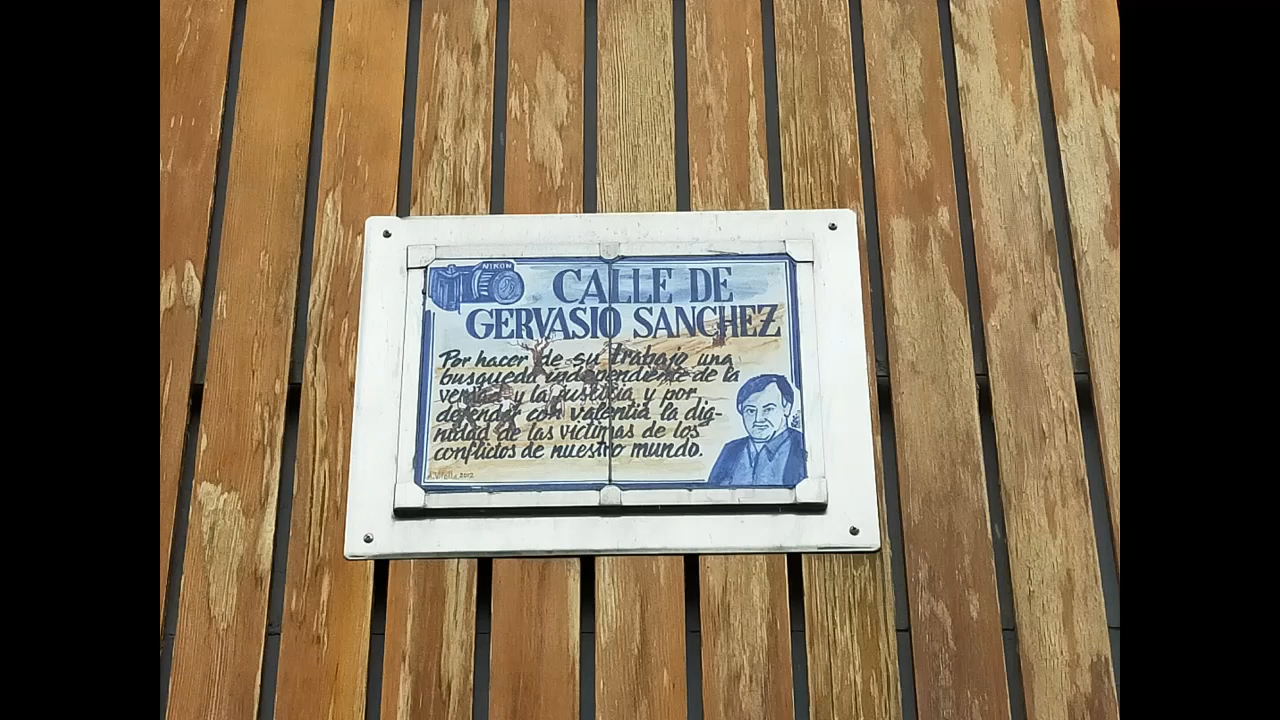 NIKON
CALLE DE
GERVASIO SANCHEZ
Por hacer de su trabajo una
busqueda independiente de la
verdad y la justicia y por
defender con valentia la dig-
nidad de las victimas de los
conflictos de nuestro mundo.
2012